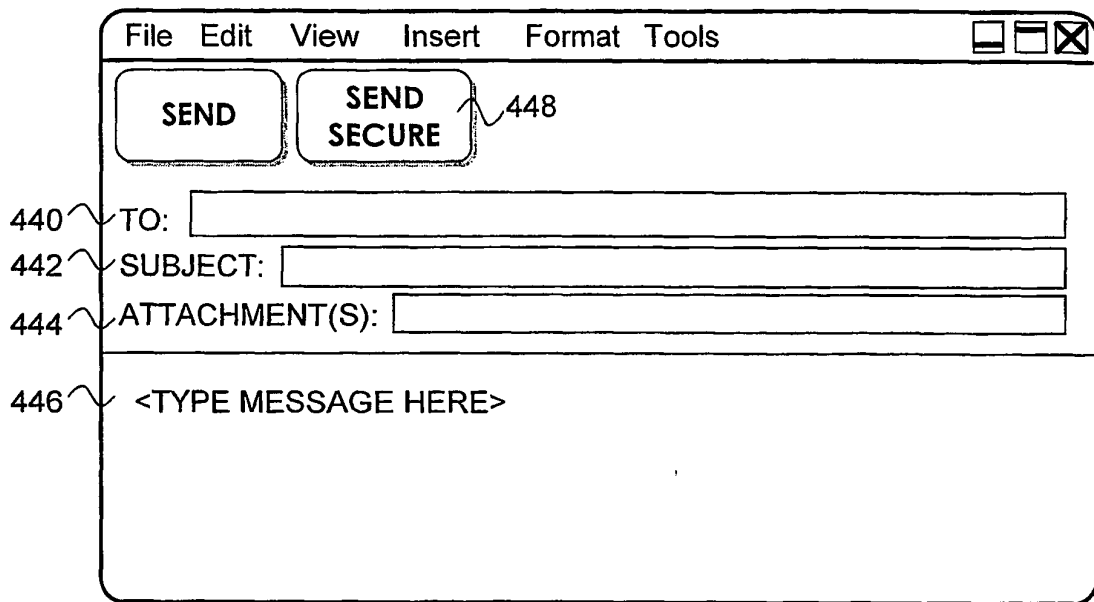 File Edit View Insert Format Tools
SEND
SEND
SECURE
448
440 TO:
442 SUBJECT:
444 ATTACHMENT(S):
446 <TYPE MESSAGE HERE>